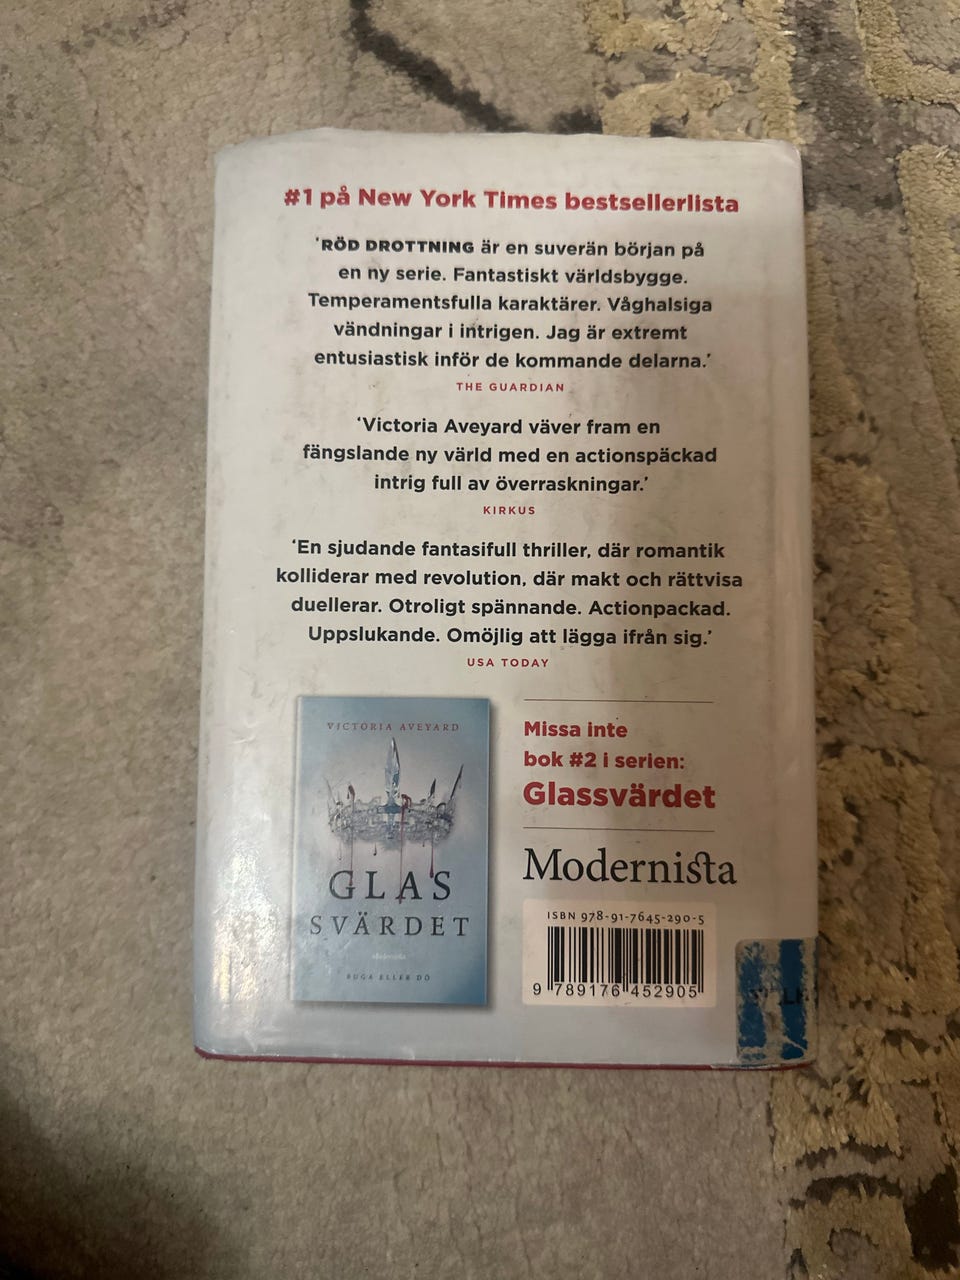 #1 på New York Times bestsellerlista
'RÖD DROTTNING är en suverän början på
en ny serie. Fantastiskt världsbygge.
Temperamentsfulla karaktärer. Våghalsiga
vändningar i intrigen. Jag är extremt
entusiastisk inför de kommande delarna.'
THE GUARDIAN
'Victoria Aveyard väver fram en
fängslande ny värld med en actionspäckad
intrig full av överraskningar.'
KIRKUS
'En sjudande fantasifull thriller, där romantik
kolliderar med revolution, där makt och rättvisa
duellerar. Otroligt spännande. Actionpackad.
Uppslukande. Omöjlig att lägga ifrån sig.'
USA TODAY
VICTORIA AVEYARD
GLAS
SVÄRDET
BUGA ELLER DÖ
Missa inte
bok #2 i serien:
Glassvärdet
Modernista
ISBN 978-91-7645-290-5
9 789176 452905